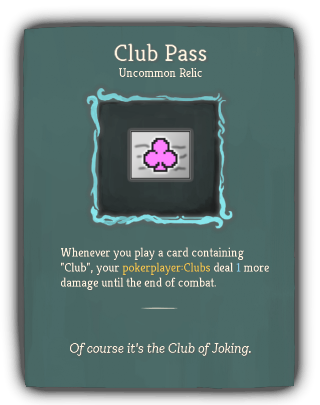 Club Pass
Uncommon Relic
Whenever you play a card containing
"Club", your pokerplayer:Clubs deal 1 more
damage until the end of combat.
Of course it's the Club of Joking.